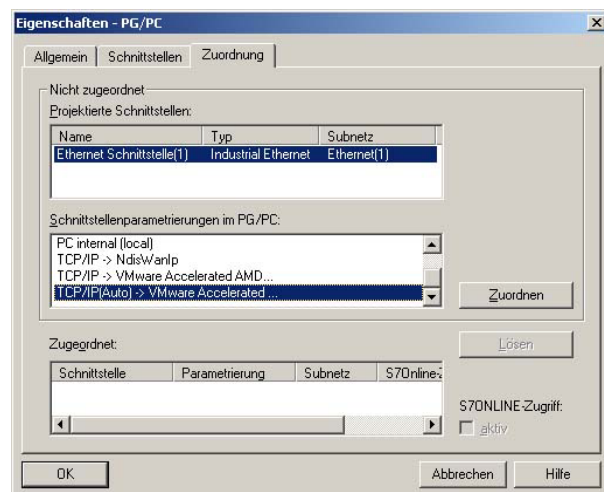 Eigenschaften - PG/PC
Allgemein Schnittstellen Zuordnung
Nicht zugeordnet
Projektierte Schnittstellen:
Name Typ Subnetz
Ethernet Schnittstelle(1) Industrial Ethernet Ethernet(1)
Schnittstellenparametrierungen im PG/PC:
PC internal (local)
TCP/IP -> NdisWanIp
TCP/IP -> VMware Accelerated AMD...
TCP/IP(Auto) -> VMware Accelerated ...
Zuordnen
Zugeordnet:
Lösen
Schnittstelle Parametrierung Subnetz S7Online-Z
S7ONLINE-Zugriff:
aktiv
OK Abbrechen Hilfe